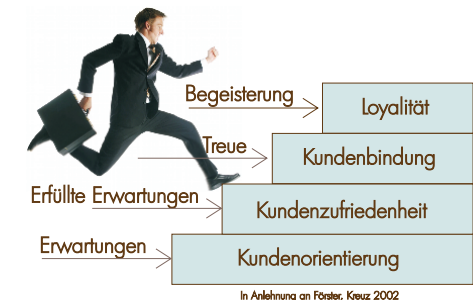 Begeisterung
Loyalität
Treue
Kundenbindung
Erfüllte Erwartungen
Kundenzufriedenheit
Erwartungen
Kundenorientierung
In Anlehnung an Förster, Kreuz 2002